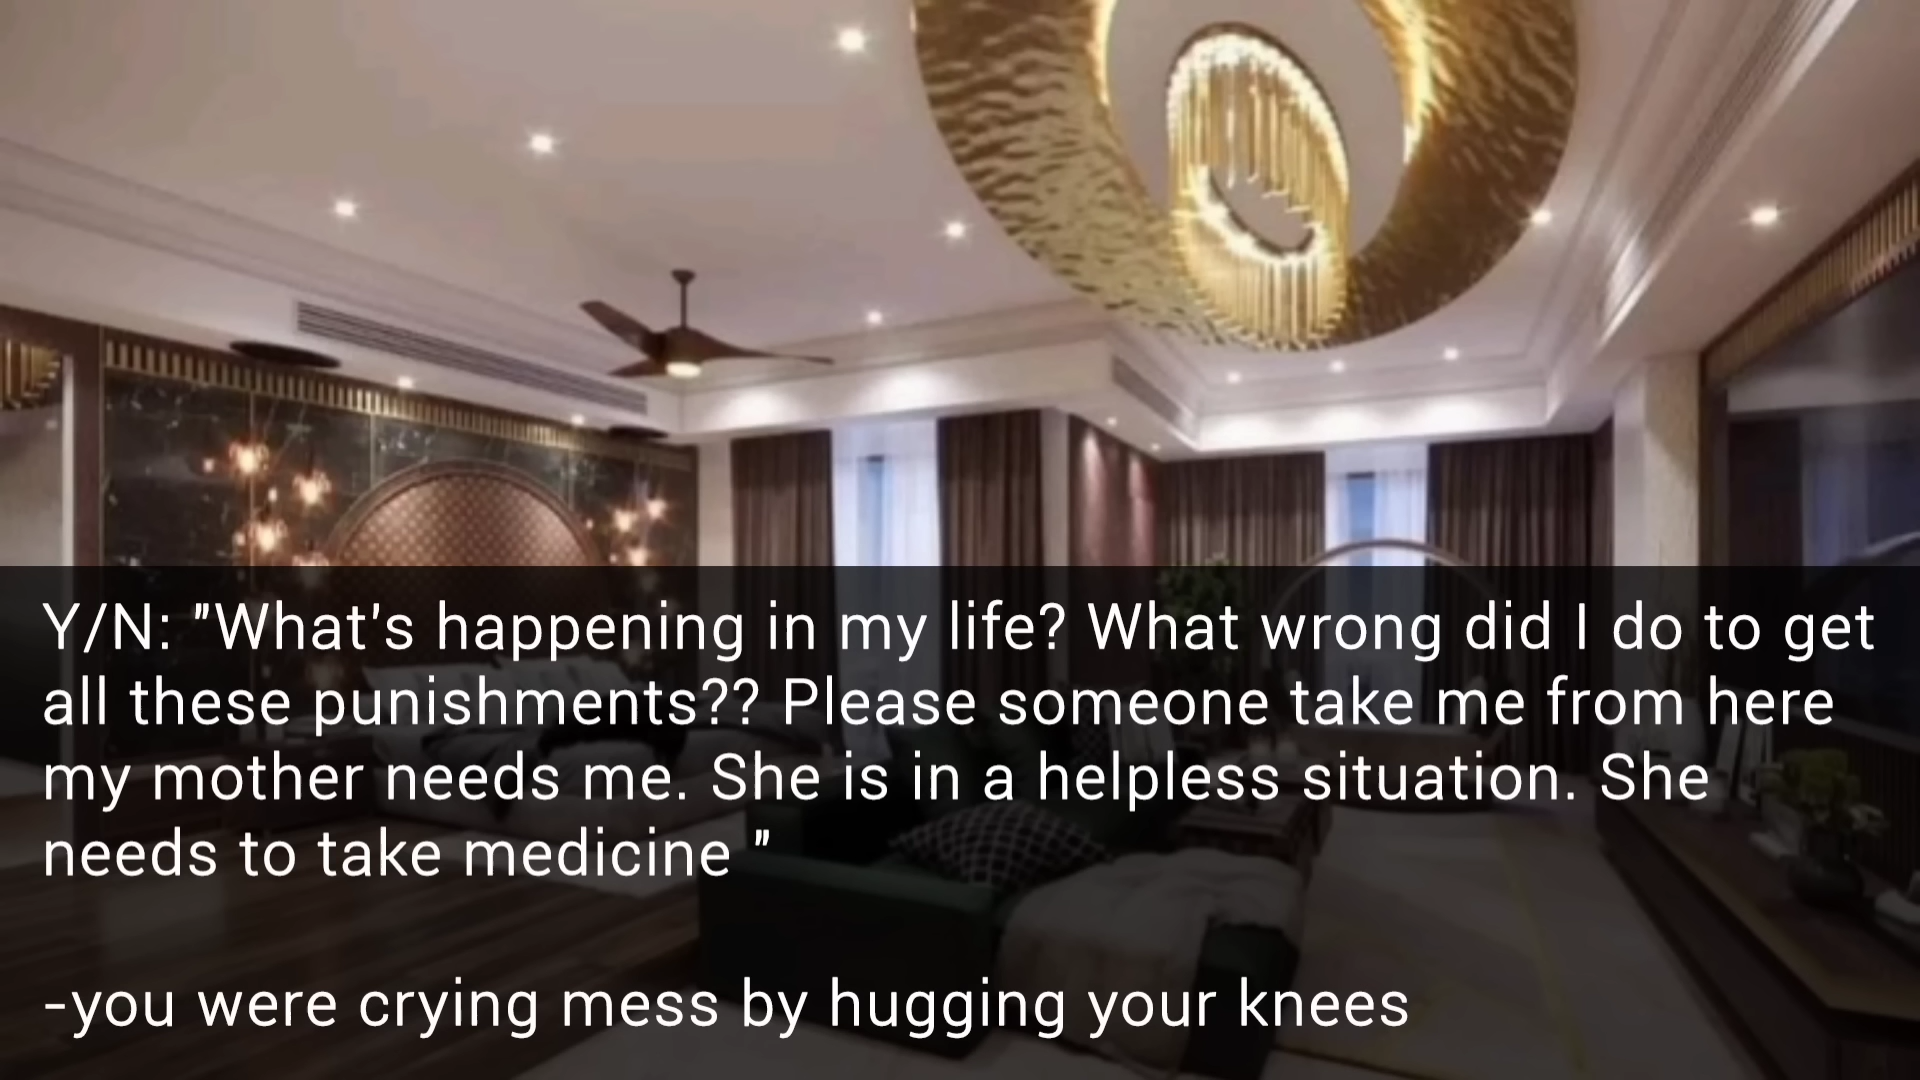 Y/N: "What's happening in my life? What wrong did I do to get
all these punishments?? Please someone take me from here
my mother needs me. She is in a helpless situation. She
needs to take medicine "
-you were crying mess by hugging your knees